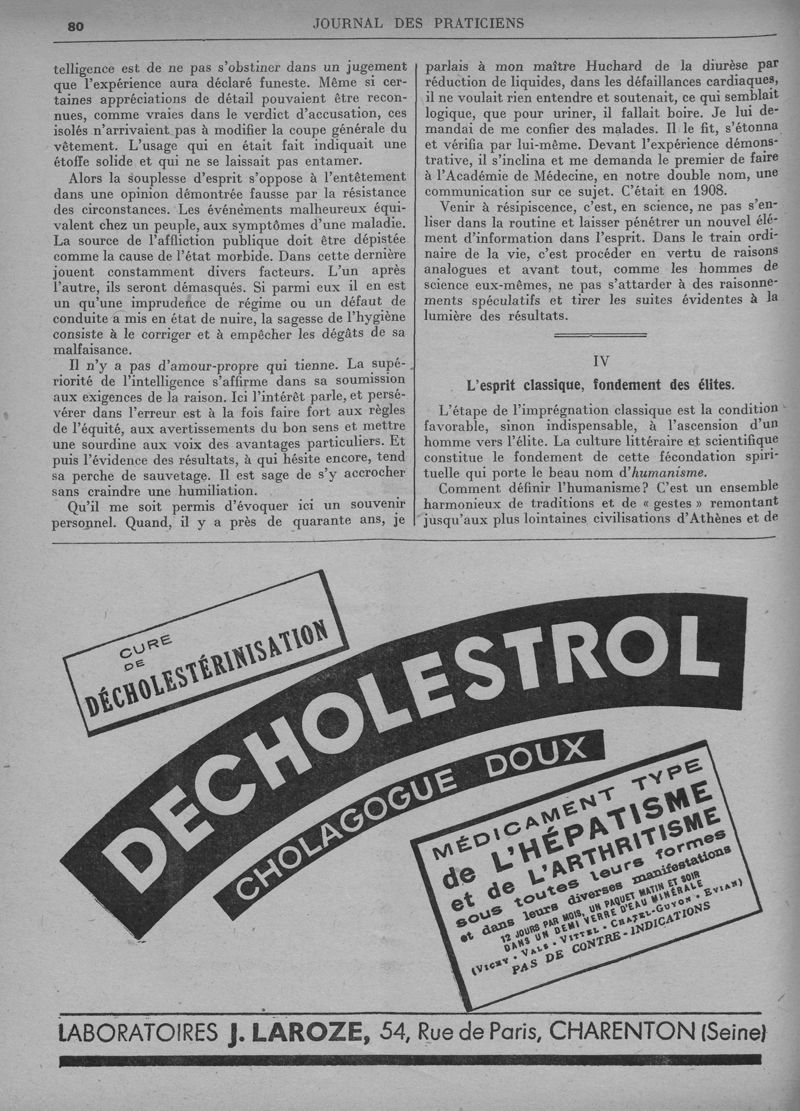 80
JOURNAL DES PRATICIENS
telligence est de ne pas s'obstiner dans un jugement
que l'expérience aura déclaré funeste. Même si cer-
taines appréciations de détail pouvaient être recon-
nues, comme vraies dans le verdict d'accusation, ces
isolés n'arrivaient pas à modifier la coupe générale du
vêtement. L'usage qui en était fait indiquait une
étoffe solide et qui ne se laissait pas entamer.
Alors la souplesse d'esprit s'oppose à l'entêtement
dans une opinion démontrée fausse par la résistance
des circonstances. Les événements malheureux équi-
valent chez un peuple, aux symptômes d'une maladie.
La source de l'affliction publique doit être dépistée
comme la cause de l'état morbide. Dans cette dernière
jouent constamment divers facteurs. L'un après
l'autre, ils seront démasqués. Si parmi eux il en est
un qu'une imprudence de régime ou un défaut de
conduite a mis en état de nuire, la sagesse de l'hygiène
consiste à le corriger et à empêcher les dégâts de sa
malfaisance.
Il n'y a pas d'amour-propre qui tienne. La supé-
riorité de l'intelligence s'affirme dans sa soumission
aux exigences de la raison. Ici l'intérêt parle, et persé-
vérer dans l'erreur est à la fois faire fort aux règles
de l'équité, aux avertissements du bon sens et mettre
une sourdine aux voix des avantages particuliers. Et
puis l'évidence des résultats, à qui hésite encore, tend
sa perche de sauvetage. Il est sage de s'y accrocher
sans craindre une humiliation.
Qu'il me soit permis d'évoquer ici un souvenir
personnel. Quand, il y a près de quarante ans, je
parlais à mon maître Huchard de la diurèse par
réduction de liquides, dans les défaillances cardiaques,
il ne voulait rien entendre et soutenait, ce qui semblait
logique, que pour uriner, il fallait boire. Je lui de-
mandai de me confier des malades. Il le fit, s'étonna
et vérifia par lui-même. Devant l'expérience démons-
trative, il s'inclina et me demanda le premier de faire
à l'Académie de Médecine, en notre double nom, une
communication sur ce sujet. C'était en 1908.
Venir à résipiscence, c'est, en science, ne pas s'en-
liser dans la routine et laisser pénétrer un nouvel élé-
ment d'information dans l'esprit. Dans le train ordi-
naire de la vie, c'est procéder en vertu de raisons
analogues et avant tout, comme les hommes de
science eux-mêmes, ne pas s'attarder à des raisonne-
ments spéculatifs et tirer les suites évidentes à la
lumière des résultats.
IV
L'esprit classique, fondement des élites.
L'étape de l'imprégnation classique est la condition
favorable, sinon indispensable, à l'ascension d'un
homme vers l'élite. La culture littéraire et scientifique
constitue le fondement de cette fécondation spiri-
tuelle qui porte le beau nom d'humanisme.
Comment définir l'humanisme? C'est un ensemble
harmonieux de traditions et de « gestes » remontant
jusqu'aux plus lointaines civilisations d'Athènes et de
CURE
DE
DÉCHOLESTÉRINISATION
DECHOLESTROL
CHOLAGOGUE DOUX
MÉDICAMENT TYPE
de L'HÉPATISME
et de L'ARTHRITISME
sous toutes leurs formes
et dans leurs diverses manifestations
12 JOURS PAR MOIS, UN PAQUET MATIN ET SOIR
DANS UN DEMI VERRE D'EAU MINÉRALE
(VICHY - VALS - VITTEL - CHATEL-GUYON - EVIAN)
PAS DE CONTRE-INDICATIONS
LABORATOIRES J. LAROZE, 54, Rue de Paris, CHARENTON (Seine)